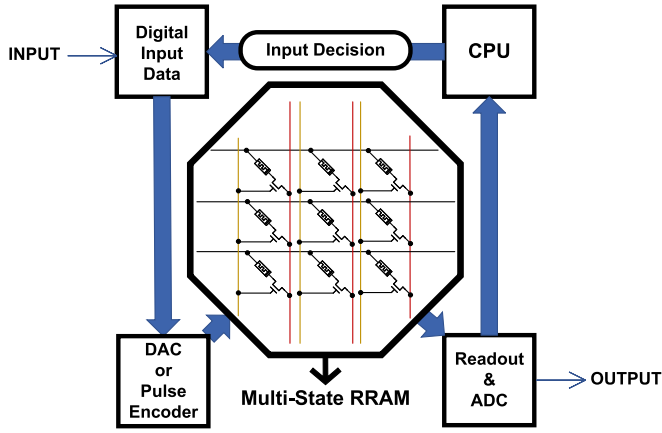 INPUT
Digital
Input
Data
Input Decision
CPU
DAC
or
Pulse
Encoder
Multi-State RRAM
Readout
&
ADC
OUTPUT